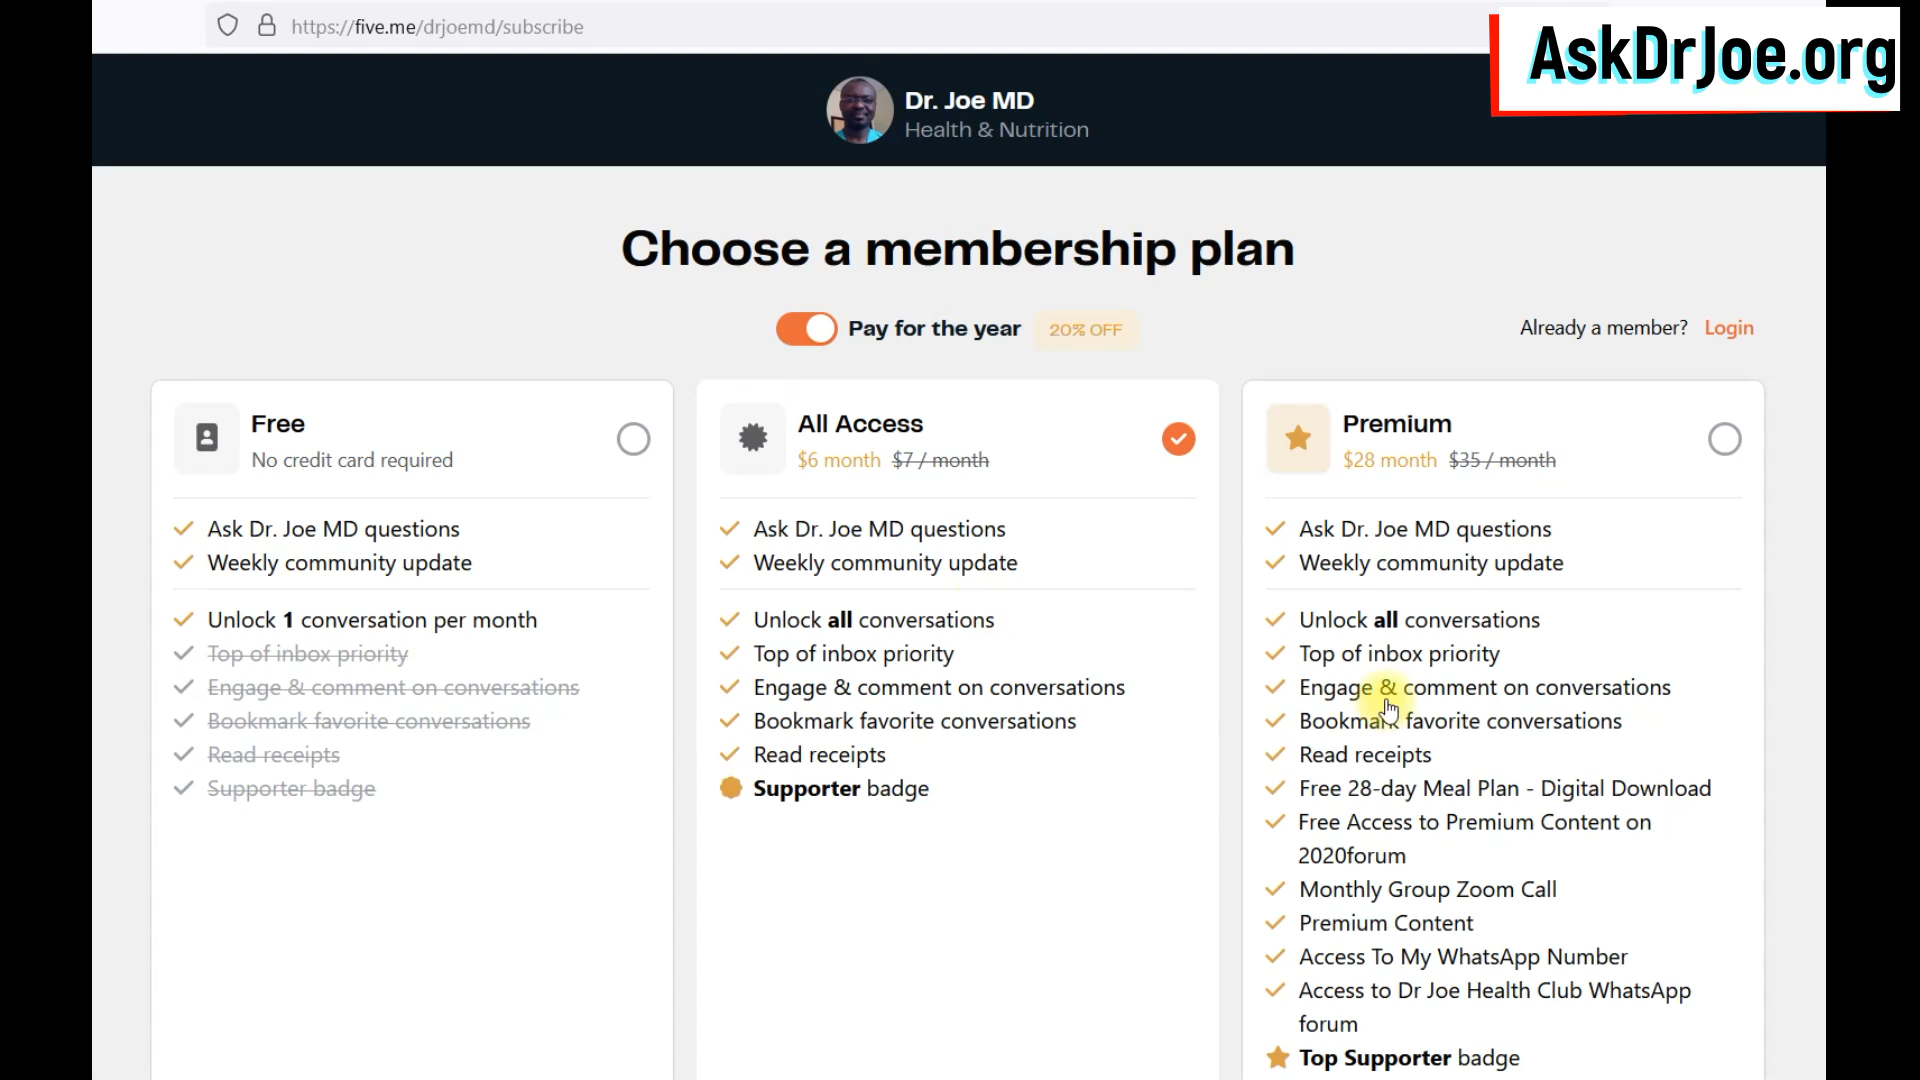 https://five.me/drjoemd/subscribe
AskDrJoe.org
Dr. Joe MD
Health & Nutrition
Choose a membership plan
Pay for the year
20% OFF
Already a member? Login
Free
No credit card required
Ask Dr. Joe MD questions
Weekly community update
Unlock 1 conversation per month
Top of inbox priority
Engage & comment on conversations
Bookmark favorite conversations
Read receipts
Supporter badge
All Access
$6 month $7 / month
Ask Dr. Joe MD questions
Weekly community update
Unlock all conversations
Top of inbox priority
Engage & comment on conversations
Bookmark favorite conversations
Read receipts
Supporter badge
Premium
$28 month $35 / month
Ask Dr. Joe MD questions
Weekly community update
Unlock all conversations
Top of inbox priority
Engage & comment on conversations
Bookmark favorite conversations
Read receipts
Free 28-day Meal Plan - Digital Download
Free Access to Premium Content on
2020forum
Monthly Group Zoom Call
Premium Content
Access To My WhatsApp Number
Access to Dr Joe Health Club WhatsApp
forum
Top Supporter badge